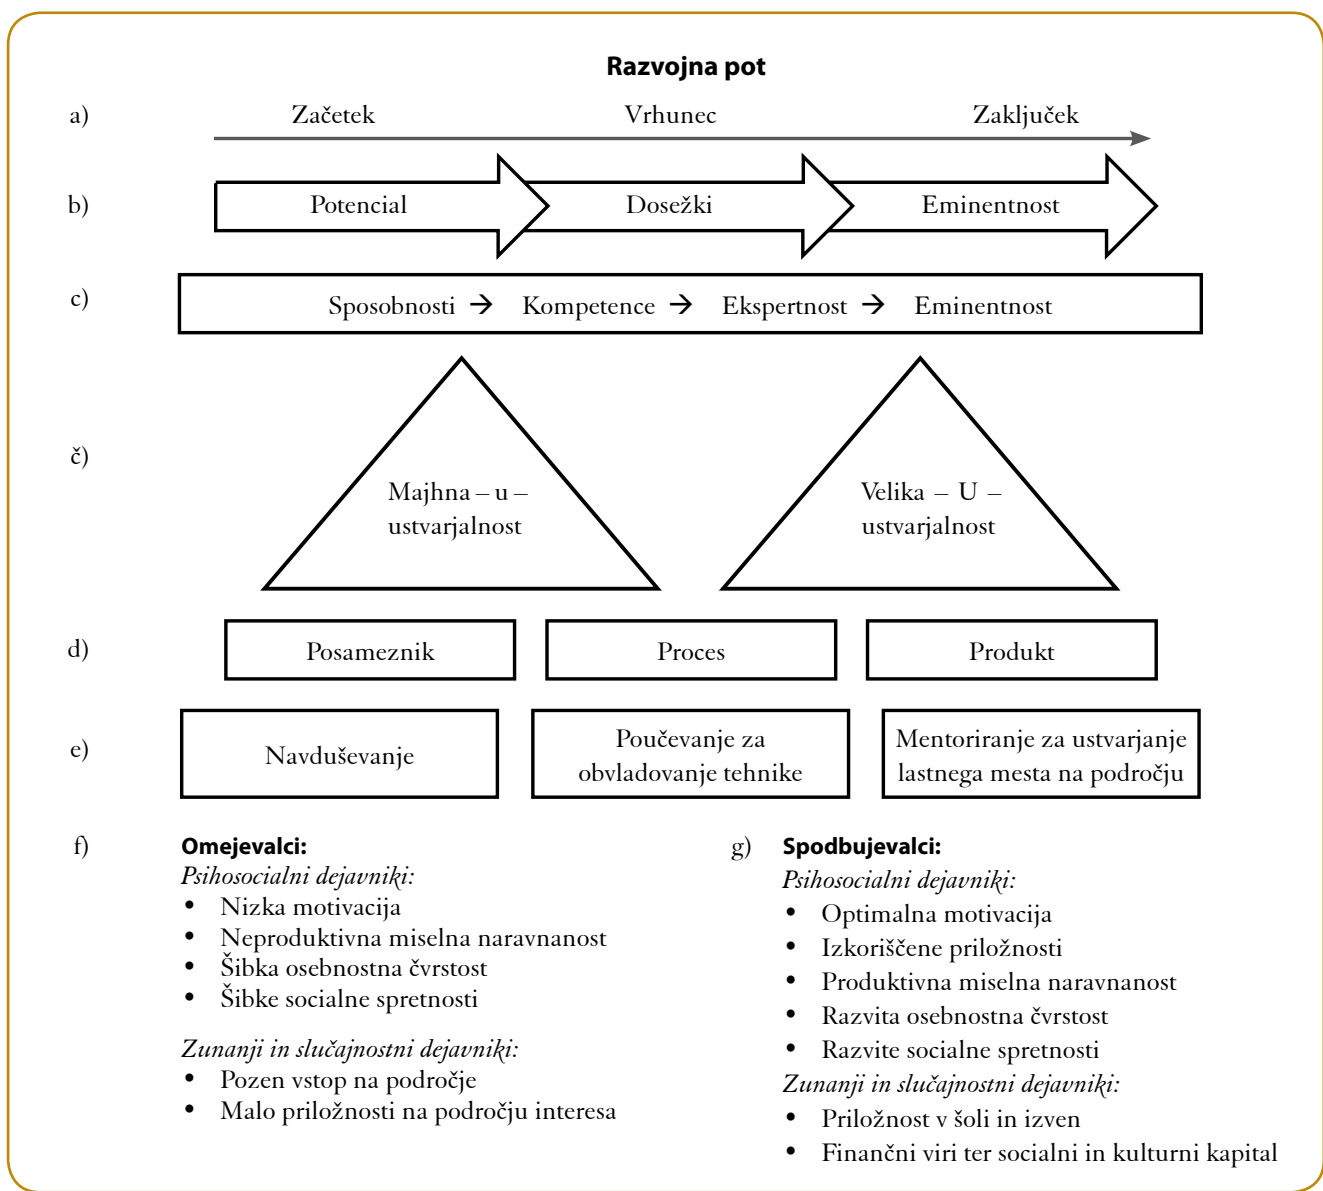 Razvojna pot
a) Začetek Vrhunec Zaključek
b) Potencial Dosežki Eminentnost
c) Sposobnosti → Kompetence → Ekspertnost → Eminentnost
č)
Majhna – u –
ustvarjalnost
Velika – U –
ustvarjalnost
d) Posameznik Proces Produkt
e) Navduševanje
Poučevanje za
obvladovanje tehnike
Mentoriranje za ustvarjanje
lastnega mesta na področju
f) Omejevalci:
Psihosocialni dejavniki:
• Nizka motivacija
• Neproduktivna miselna naravnanost
• Šibka osebnostna čvrstost
• Šibke socialne spretnosti
Zunanji in slučajnostni dejavniki:
• Pozen vstop na področje
• Malo priložnosti na področju interesa
g) Spodbujevalci:
Psihosocialni dejavniki:
• Optimalna motivacija
• Izkoriščene priložnosti
• Produktivna miselna naravnanost
• Razvita osebnostna čvrstost
• Razvite socialne spretnosti
Zunanji in slučajnostni dejavniki:
• Priložnost v šoli in izven
• Finančni viri ter socialni in kulturni kapital